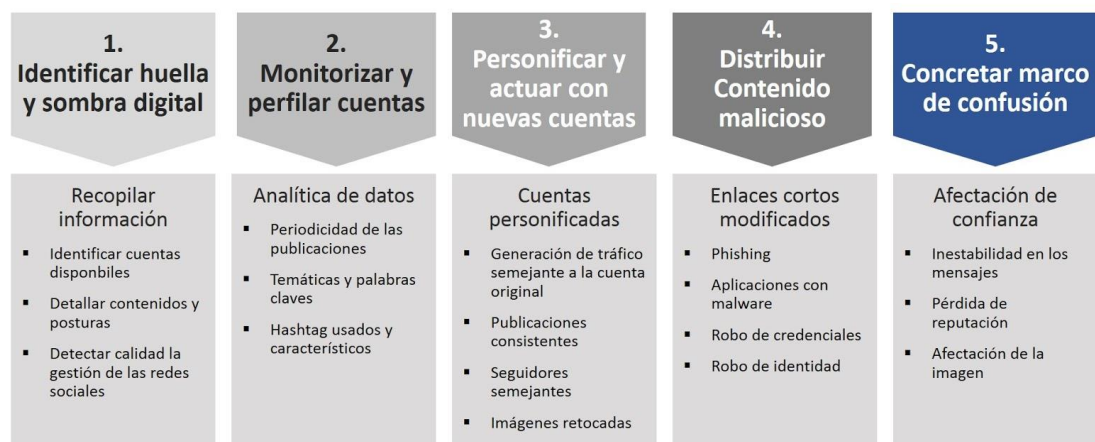 1.
Identificar huella
y sombra digital
2.
Monitorizar y
perfilar cuentas
3.
Personificar y
actuar con
nuevas cuentas
4.
Distribuir
Contenido
malicioso
5.
Concretar marco
de confusión
Recopilar
información
▪ Identificar cuentas
disponbiles
▪ Detallar contenidos y
posturas
▪ Detectar calidad la
gestión de las redes
sociales
Analítica de datos
▪ Periodicidad de las
publicaciones
▪ Temáticas y palabras
claves
▪ Hashtag usados y
característicos
Cuentas
personificadas
▪ Generación de tráfico
semejante a la cuenta
original
▪ Publicaciones
consistentes
▪ Seguidores
semejantes
▪ Imágenes retocadas
Enlaces cortos
modificados
▪ Phishing
▪ Aplicaciones con
malware
▪ Robo de credenciales
▪ Robo de identidad
Afectación de
confianza
▪ Inestabilidad en los
mensajes
▪ Pérdida de
reputación
▪ Afectación de la
imagen